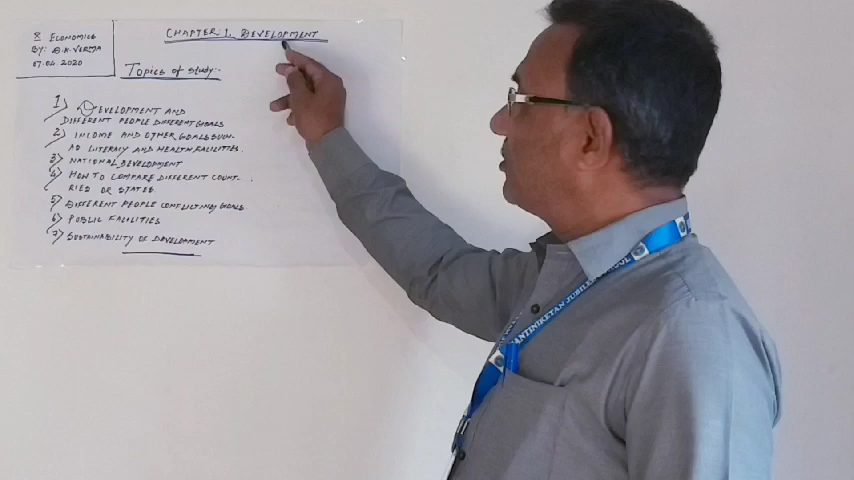 X ECONOMICS
BY: B.K. VERMA
07.04.2020
CHAPTER 1. DEVELOPMENT
Topics of study:-
1) DEVELOPMENT AND
DIFFERENT PEOPLE DIFFERENT GOALS
2) INCOME AND OTHER GOALS SUCH
AS LITERACY AND HEALTH FACILITIES.
3) NATIONAL DEVELOPMENT
4) HOW TO COMPARE DIFFERENT COUNT-
RIES OR STATES.
5) DIFFERENT PEOPLE CONFLICTING GOALS.
6) PUBLIC FACILITIES
7) SUSTAINABILITY OF DEVELOPMENT
ANTINIKETAN JUBILEE SCHOOL